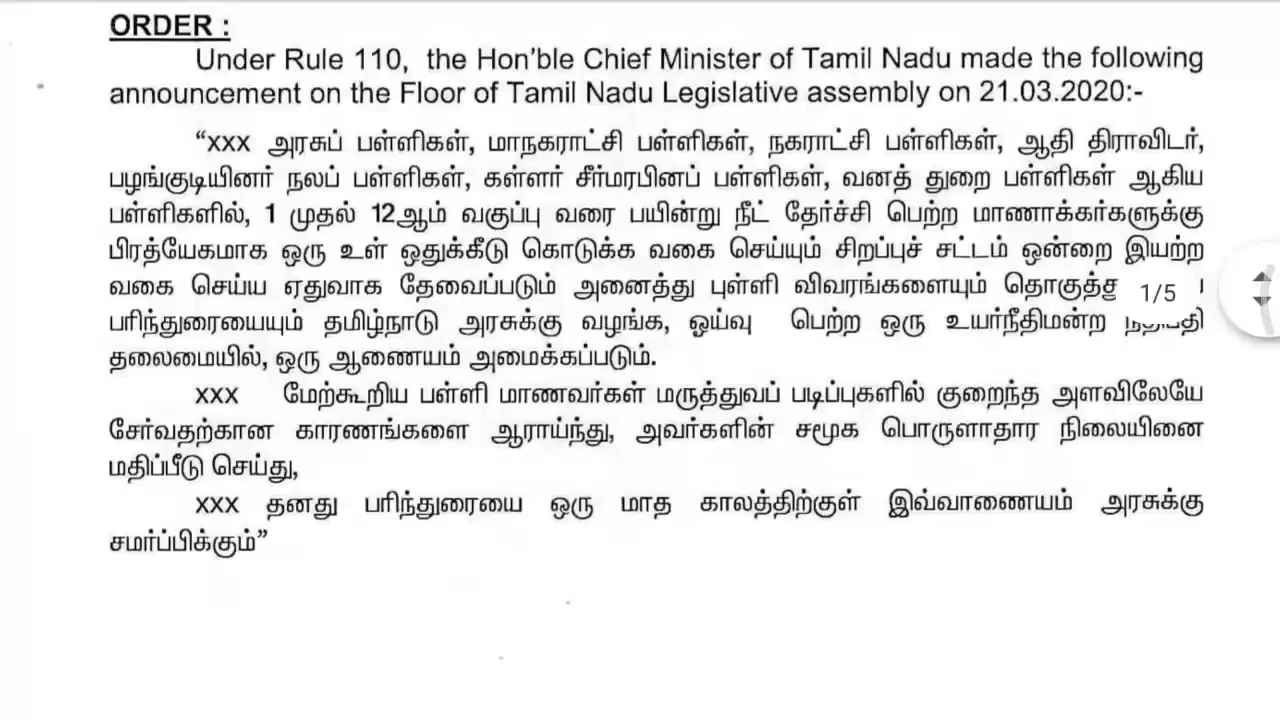 ORDER :
Under Rule 110, the Hon'ble Chief Minister of Tamil Nadu made the following
announcement on the Floor of Tamil Nadu Legislative assembly on 21.03.2020:-
“xxx அரசுப் பள்ளிகள், மாநகராட்சி பள்ளிகள், நகராட்சி பள்ளிகள், ஆதி திராவிடர்,
பழங்குடியினர் நலப் பள்ளிகள், கள்ளர் சீர்மரபினப் பள்ளிகள், வனத் துறை பள்ளிகள் ஆகிய
பள்ளிகளில், 1 முதல் 12ஆம் வகுப்பு வரை பயின்று நீட் தேர்ச்சி பெற்ற மாணாக்கர்களுக்கு
பிரத்யேகமாக ஒரு உள் ஒதுக்கீடு கொடுக்க வகை செய்யும் சிறப்புச் சட்டம் ஒன்றை இயற்ற
வகை செய்ய ஏதுவாக தேவைப்படும் அனைத்து புள்ளி விவரங்களையும்
1/5
பரிந்துரையையும் தமிழ்நாடு அரசுக்கு வழங்க, ஓய்வு பெற்ற ஒரு உயர்நீதிமன்ற
தலைமையில், ஒரு ஆணையம் அமைக்கப்படும்.
xxx மேற்கூறிய பள்ளி மாணவர்கள் மருத்துவப் படிப்புகளில் குறைந்த அளவிலேயே
சேர்வதற்கான காரணங்களை ஆராய்ந்து, அவர்களின் சமூக பொருளாதார நிலையினை
மதிப்பீடு செய்து,
xxx தனது பரிந்துரையை ஒரு மாத காலத்திற்குள் இவ்வாணையம் அரசுக்கு
சமர்ப்பிக்கும்”